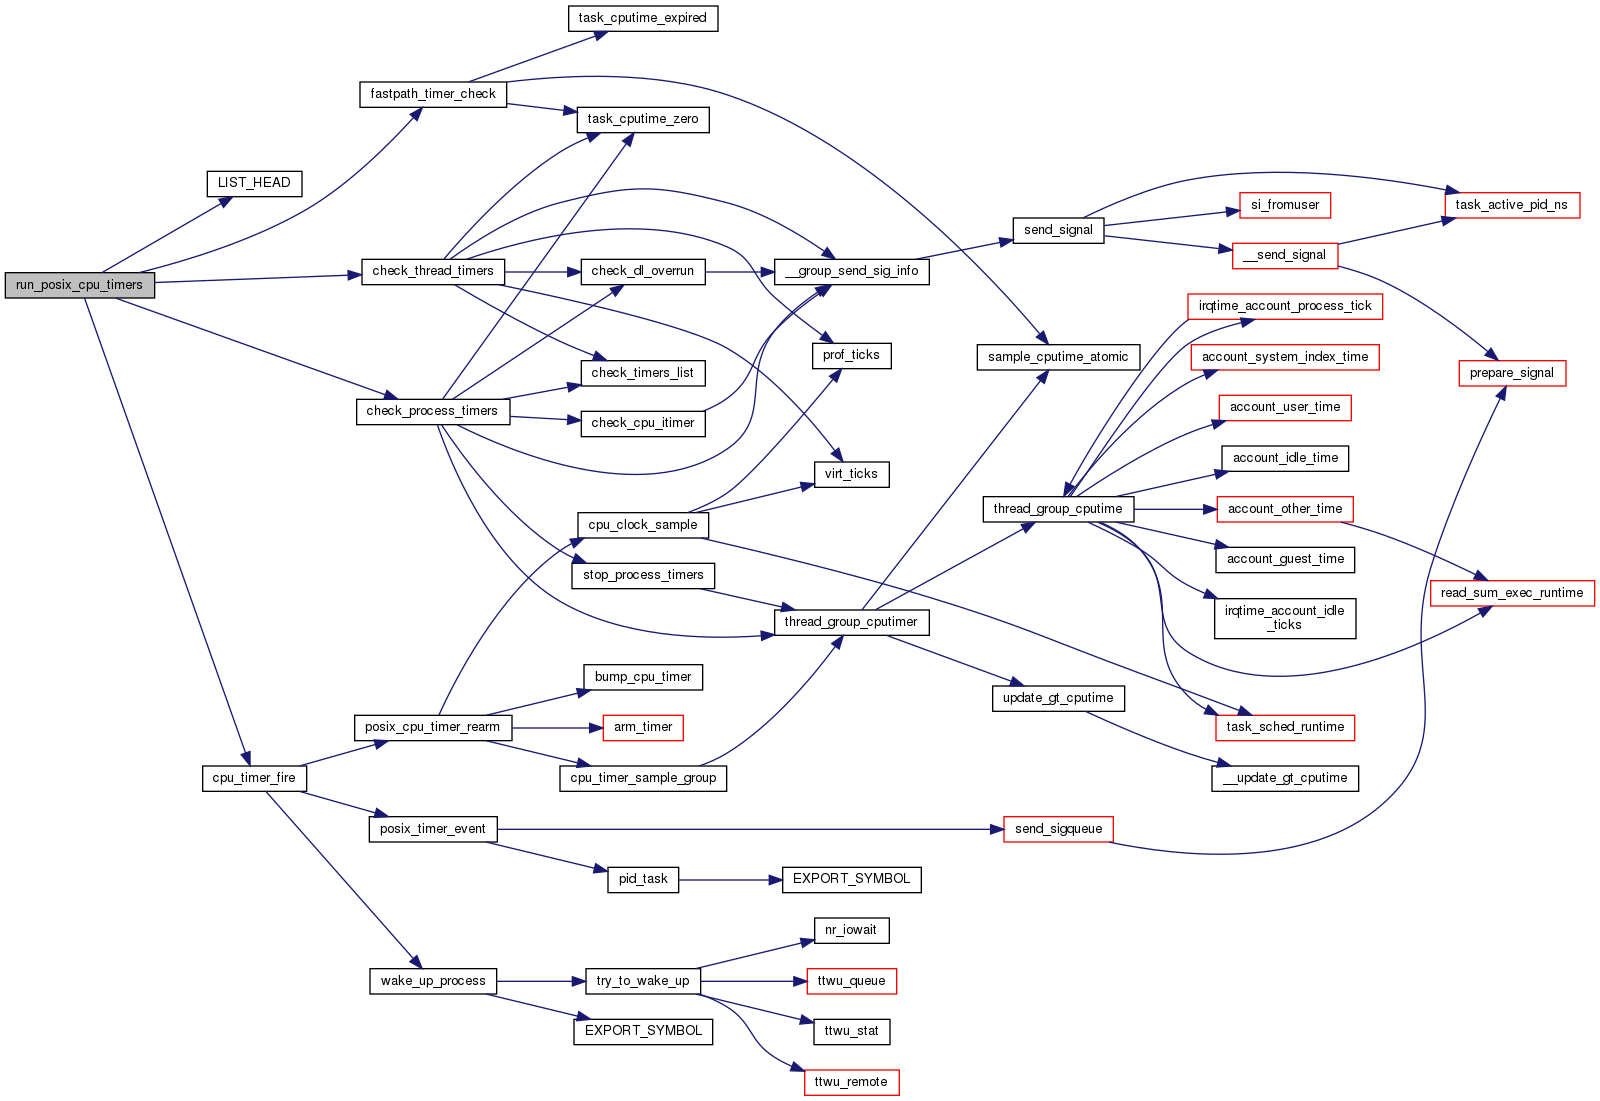 task_cputime_expired
fastpath_timer_check
task_cputime_zero
LIST_HEAD
task_active_pid_ns
si_fromuser
send_signal
__send_signal
check_thread_timers
check_dl_overrun
__group_send_sig_info
run_posix_cpu_timers
irqtime_account_process_tick
prof_ticks
sample_cputime_atomic
account_system_index_time
check_timers_list
prepare_signal
check_process_timers
account_user_time
check_cpu_itimer
account_idle_time
virt_ticks
thread_group_cputime
account_other_time
cpu_clock_sample
account_guest_time
stop_process_timers
read_sum_exec_runtime
irqtime_account_idle
_ticks
thread_group_cputimer
bump_cpu_timer
update_gt_cputime
posix_cpu_timer_rearm
arm_timer
task_sched_runtime
cpu_timer_fire
cpu_timer_sample_group
__update_gt_cputime
posix_timer_event
send_sigqueue
pid_task
EXPORT_SYMBOL
nr_iowait
wake_up_process
try_to_wake_up
ttwu_queue
EXPORT_SYMBOL
ttwu_stat
ttwu_remote